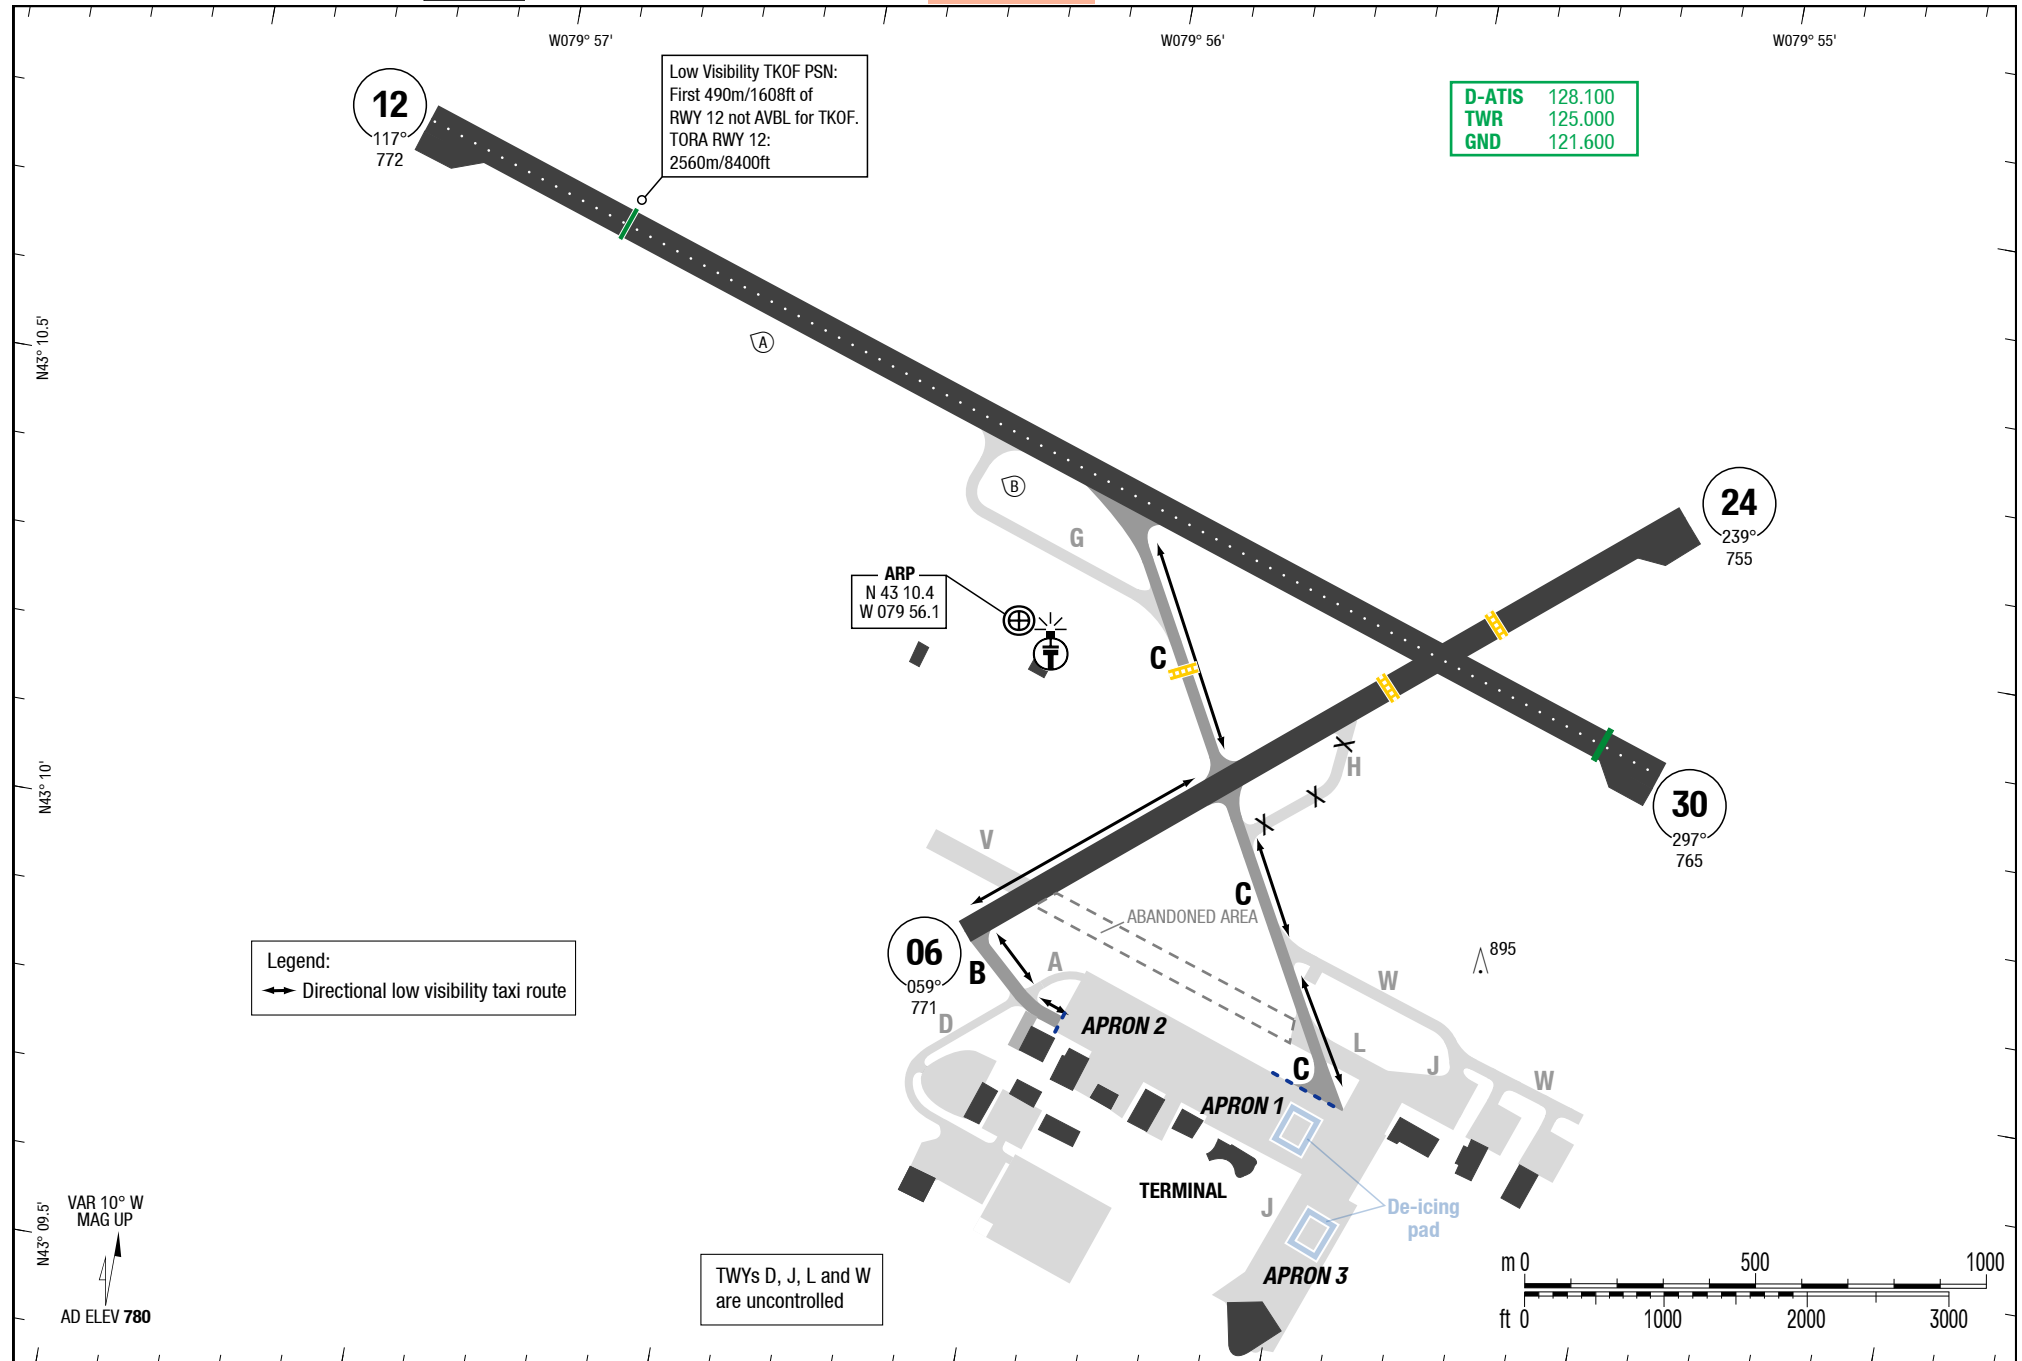 W079° 57'
W079° 56'
W079° 55'
12
117°
772
Low Visibility TKOF PSN:
First 490m/1608ft of
RWY 12 not AVBL for TKOF.
TORA RWY 12:
2560m/8400ft
D-ATIS 128.100
TWR 125.000
GND 121.600
N43° 10.5'
A
B
G
24
239°
755
ARP
N 43 10.4
W 079 56.1
C
N43° 10'
H
30
297°
765
V
C
ABANDONED AREA
06
059°
771
B
A
895
W
Legend:
Directional low visibility taxi route
D
APRON 2
L
C
J
W
APRON 1
TERMINAL
J
De-icing
pad
N43° 09.5'
VAR 10° W
MAG UP
AD ELEV 780
TWYs D, J, L and W
are uncontrolled
APRON 3
m 0 500 1000
ft 0 1000 2000 3000